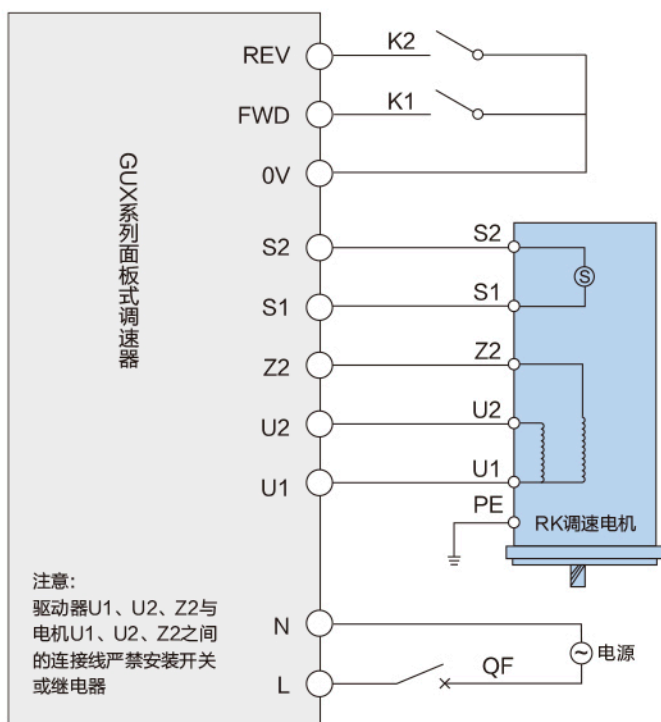 REV
K2
FWD
K1
0V
GUX系列面板式调速器
S2
S2
S
S1
S1
Z2
Z2
U2
U2
U1
U1
PE
RK调速电机
注意：
驱动器U1、U2、Z2与
电机U1、U2、Z2之间
的连接线严禁安装开关
或继电器
N
电源
L
QF